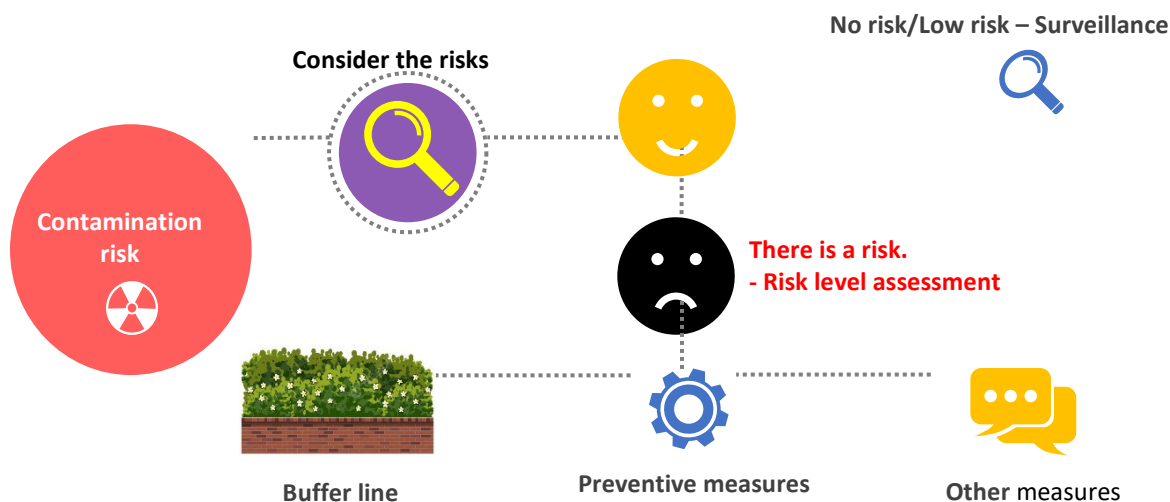 No risk/Low risk – Surveillance
Consider the risks
Contamination
risk
There is a risk.
- Risk level assessment
Buffer line
Preventive measures
Other measures